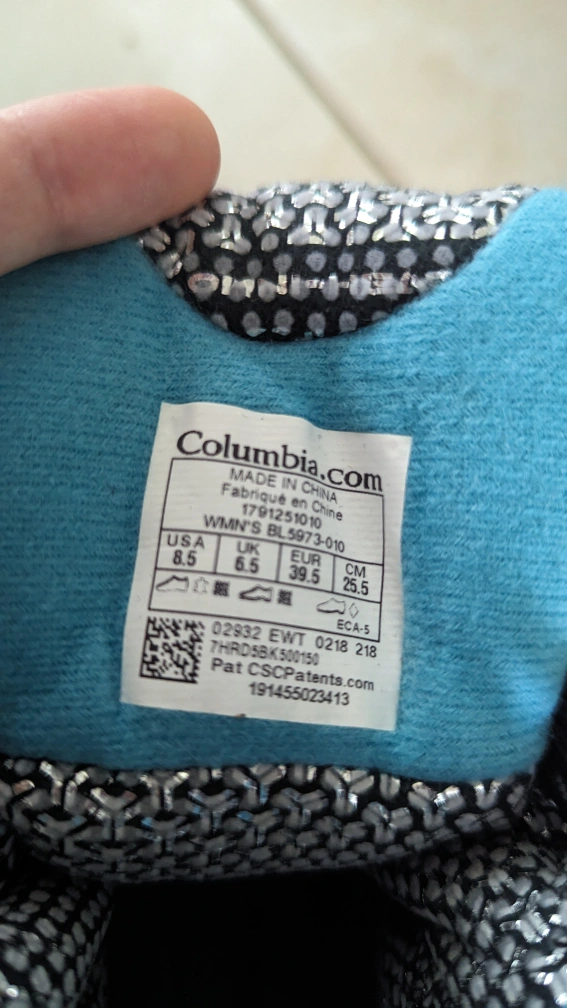 Columbia.com
MADE IN CHINA
Fabriqué en Chine
1791251010
WMN'S BL5973-010
USA UK EUR CM
8.5 6.5 39.5 25.5
ECA-5
02932 EWT 0218 218
7HRD5BK500150
Pat CSCPatents.com
191455023413